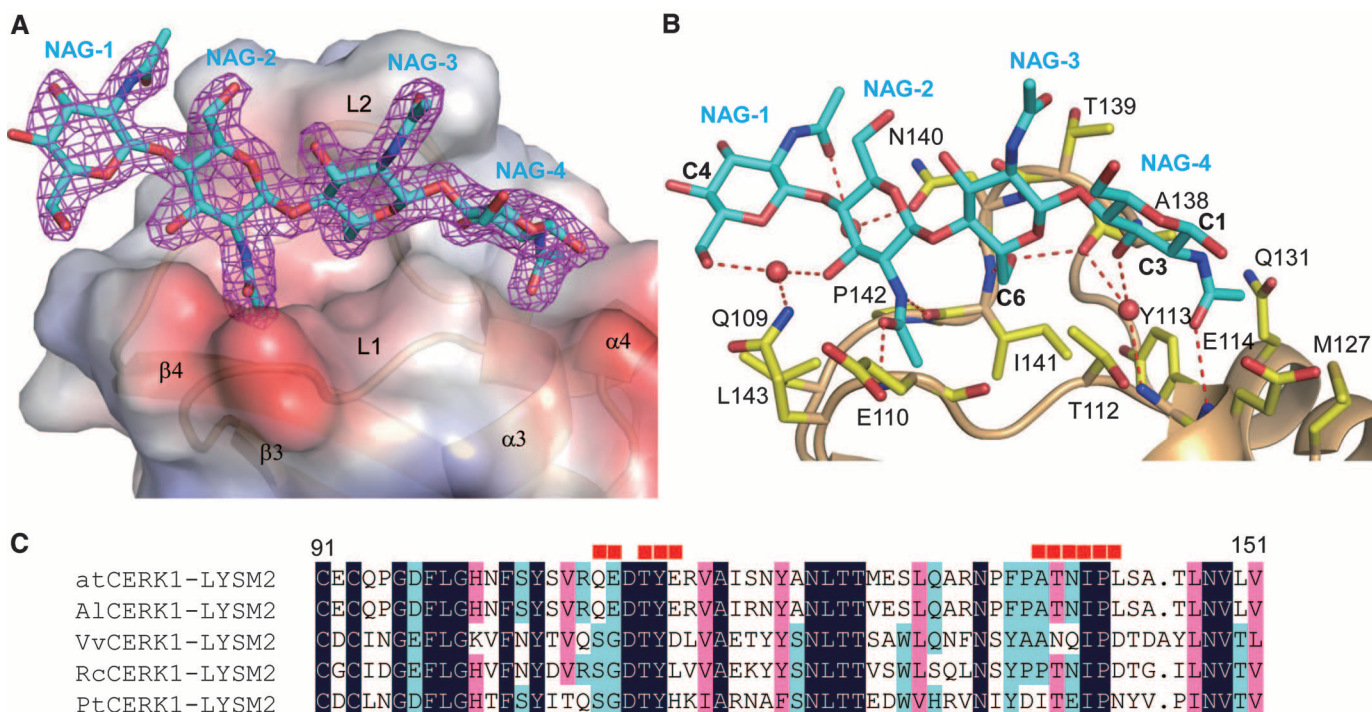 A
NAG-1
NAG-2
NAG-3
L2
NAG-4
L1
β4
α4
β3
α3
B
NAG-3
NAG-2
T139
NAG-1
N140
NAG-4
C4
A138
C1
C3
Q131
P142
C6
Q109
Y113
E114
M127
I141
L143
E110
T112
C
91 151
atCERK1-LYSM2 CECQPGDFLGHNFSYSVRQEDTYERVAISNYANLTTMESLQARNPFPATNIPLSA.TLNVLV
AlCERK1-LYSM2 CECQPGDFLGHNFSYSVRQEDTYERVAIRNYANLTTVESLQARNPFPATNIPLSA.TLNVLV
VvCERK1-LYSM2 CDCINGEFLGKVFNYTVQSGDTYDLVAETYYSNLTTSAWLQNFNSYAANQIPDTDAYLNVTL
RcCERK1-LYSM2 CGCIDGEFLGHVFNYDVRSGDTYLVVAEKYYSNLTTVSWLSQLNSYPPTNIPDTG.ILNVTV
PtCERK1-LYSM2 CDCLNGDFLGHTFSYITQSGDTYHKIARNAFSNLTTEDWVHRVNIYDITEIPNYV.PINVTV